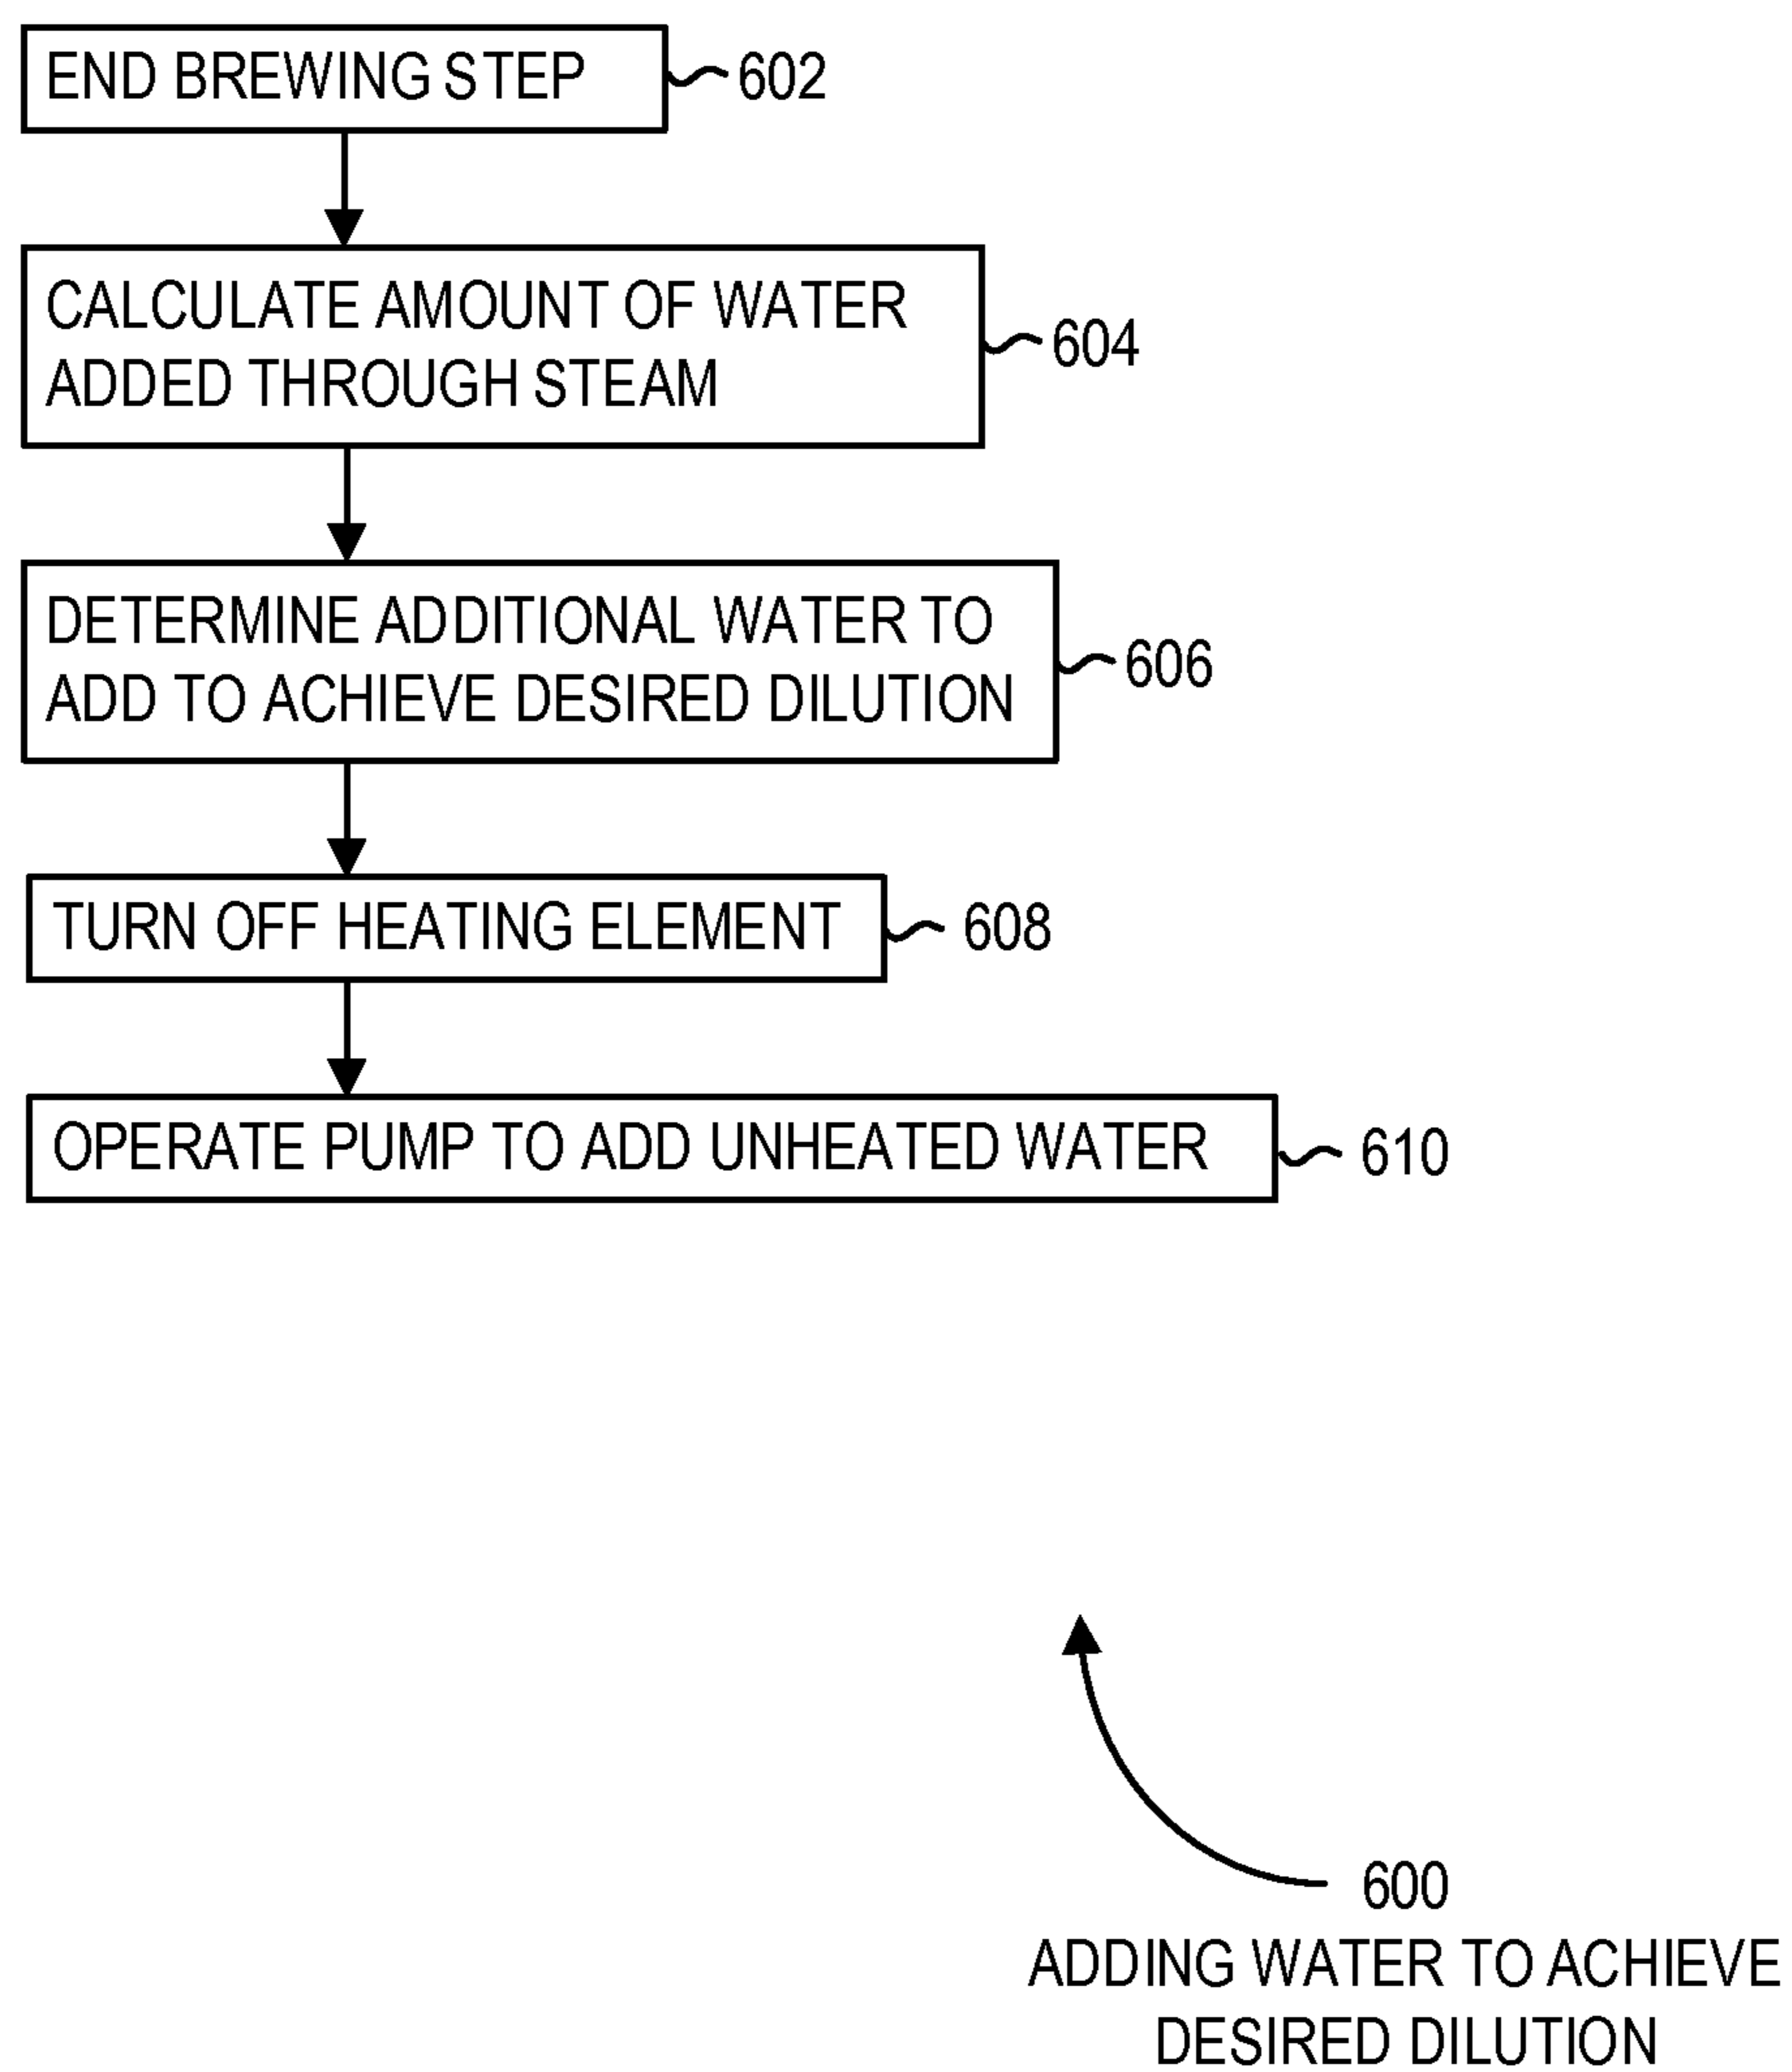 END BREWING STEP
602
CALCULATE AMOUNT OF WATER
ADDED THROUGH STEAM
604
DETERMINE ADDITIONAL WATER TO
ADD TO ACHIEVE DESIRED DILUTION
606
TURN OFF HEATING ELEMENT
608
OPERATE PUMP TO ADD UNHEATED WATER
610
600
ADDING WATER TO ACHIEVE
DESIRED DILUTION